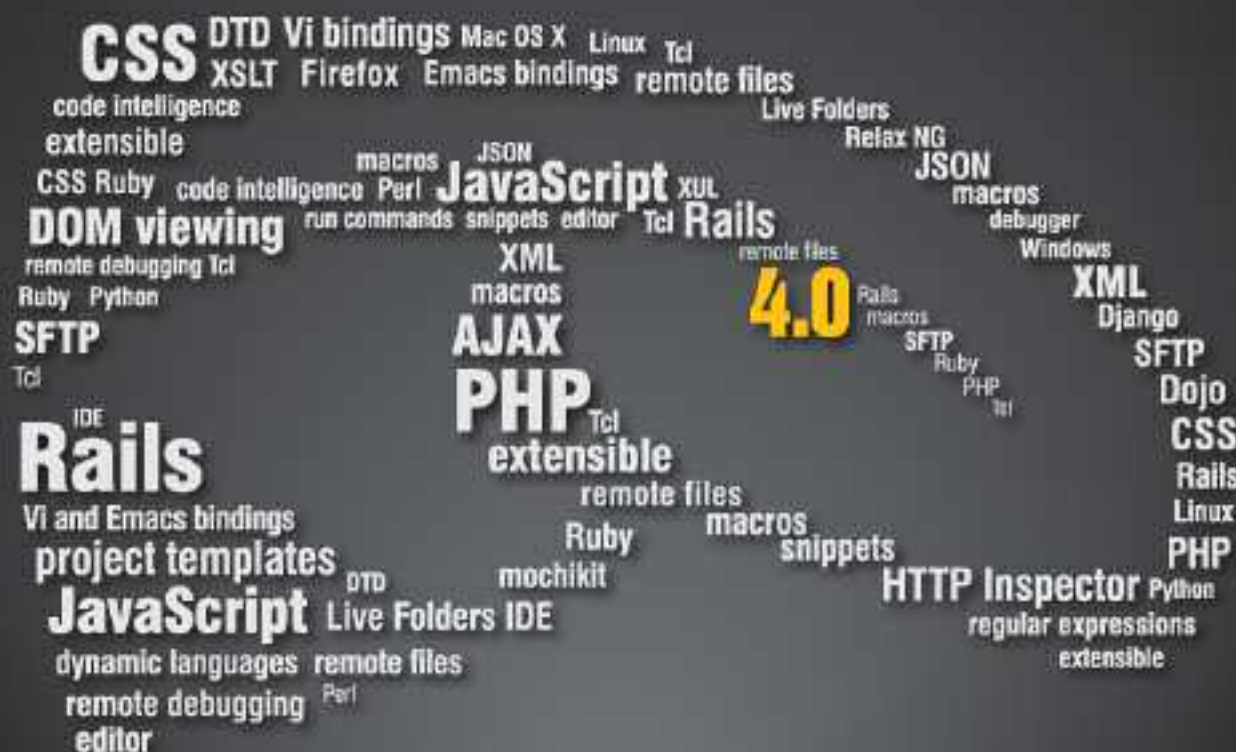 CSS DTD Vi bindings Mac OS X Linux Tcl
XSLT Firefox Emacs bindings remote files
code intelligence Live Folders
extensible Relax NG
macros JSON JSON
CSS Ruby code intelligence Perl JavaScript XUL macros
DOM viewing run commands snippets editor Tcl Rails debugger
remote debugging Tcl XML remote files Windows
Ruby Python macros 4.0 Rails XML
macros Django
SFTP AJAX SFTP SFTP
Tcl Ruby
PHP Dojo
IDE PHP Tcl Tcl
Rails extensible CSS
remote files Rails
Vi and Emacs bindings macros Linux
project templates Ruby snippets PHP
DTD mochikit HTTP Inspector Python
JavaScript Live Folders IDE regular expressions
dynamic languages remote files extensible
remote debugging Perl
editor